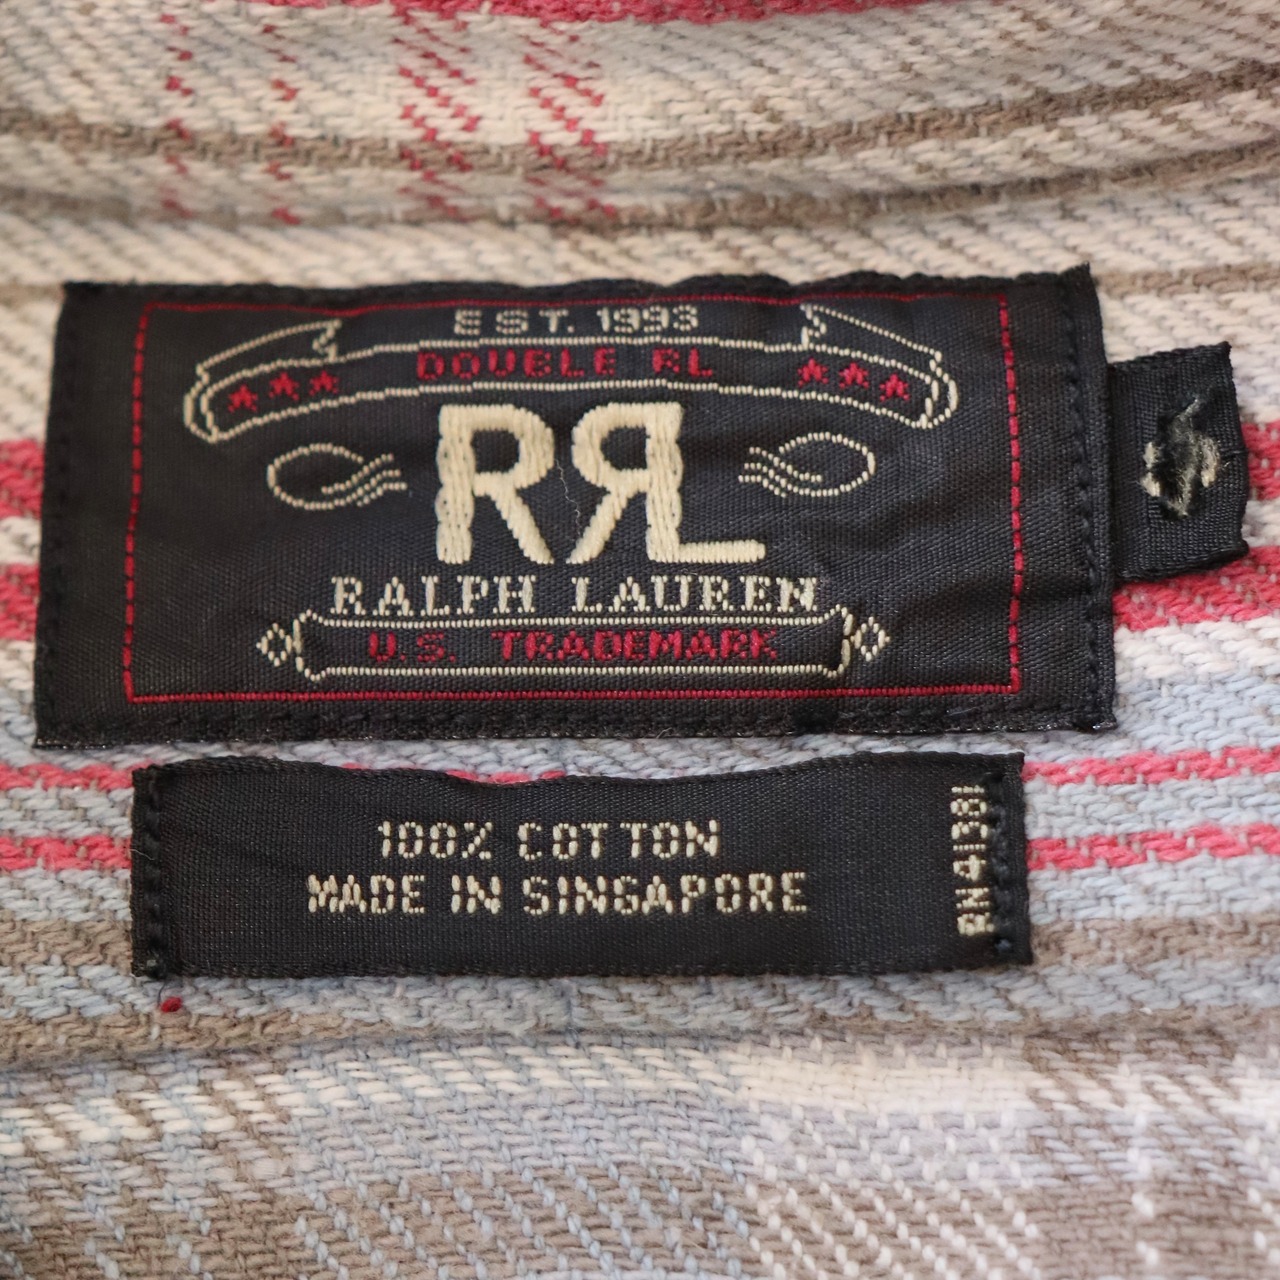 EST. 1993
DOUBLE RL
RRL
RALPH LAUREN
U.S. TRADEMARK
100% COTTON
MADE IN SINGAPORE
RN41381